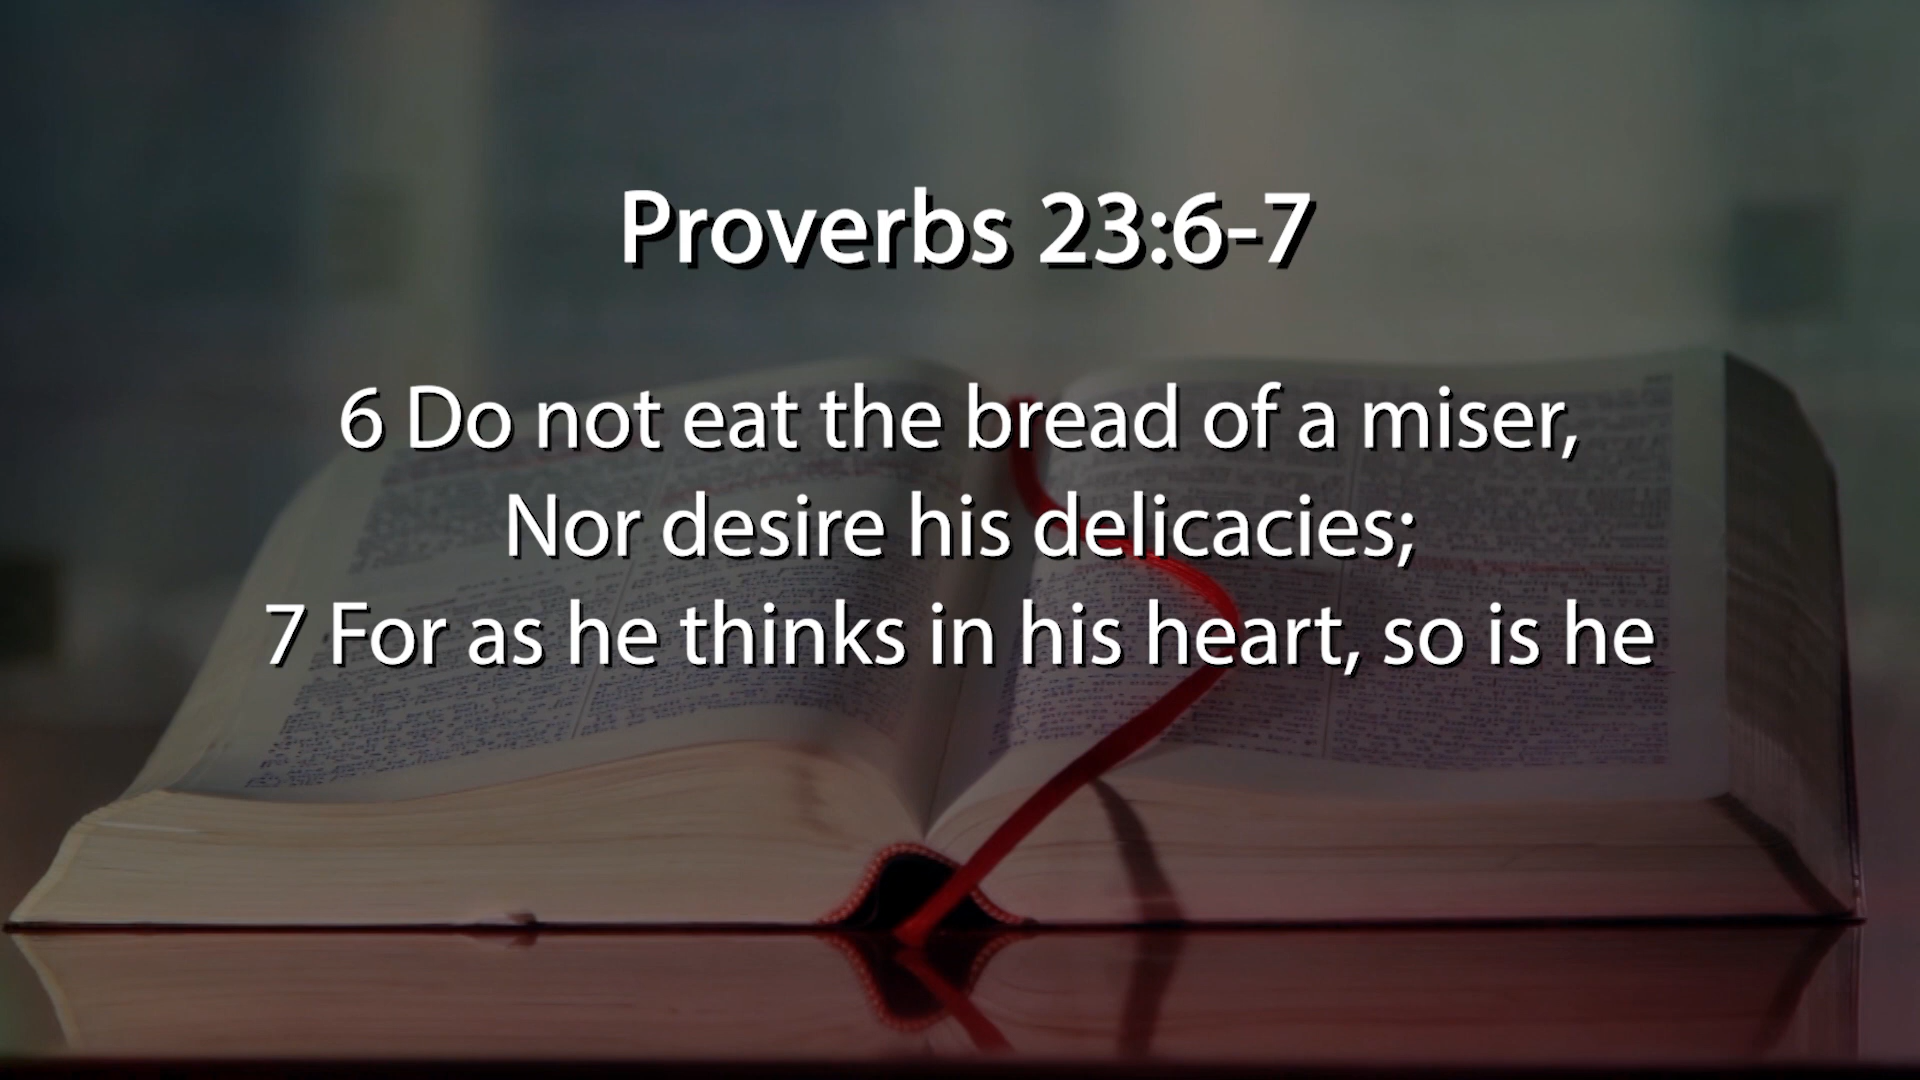 Proverbs 23:6-7
6 Do not eat the bread of a miser,
Nor desire his delicacies;
7 For as he thinks in his heart, so is he